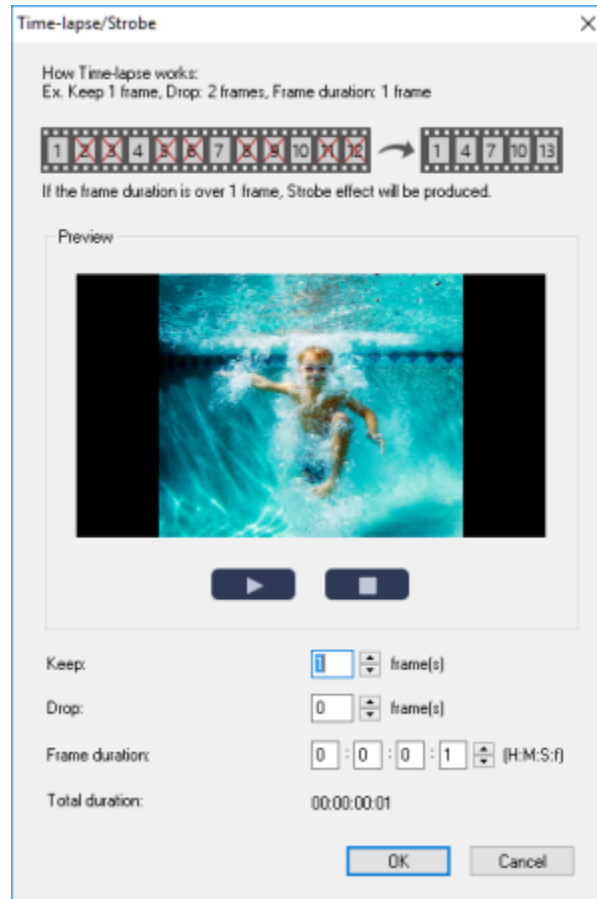 Time-lapse/Strobe
How Time-lapse works:
Ex. Keep 1 frame, Drop: 2 frames, Frame duration: 1 frame
1 2 3 4 5 6 7 8 9 10 11 12 1 4 7 10 13
If the frame duration is over 1 frame, Strobe effect will be produced.
Preview
Keep: 1 frame(s)
Drop: 0 frame(s)
Frame duration: 0 : 0 : 0 : 1 (H:M:S:f)
Total duration: 00:00:00:01
OK Cancel